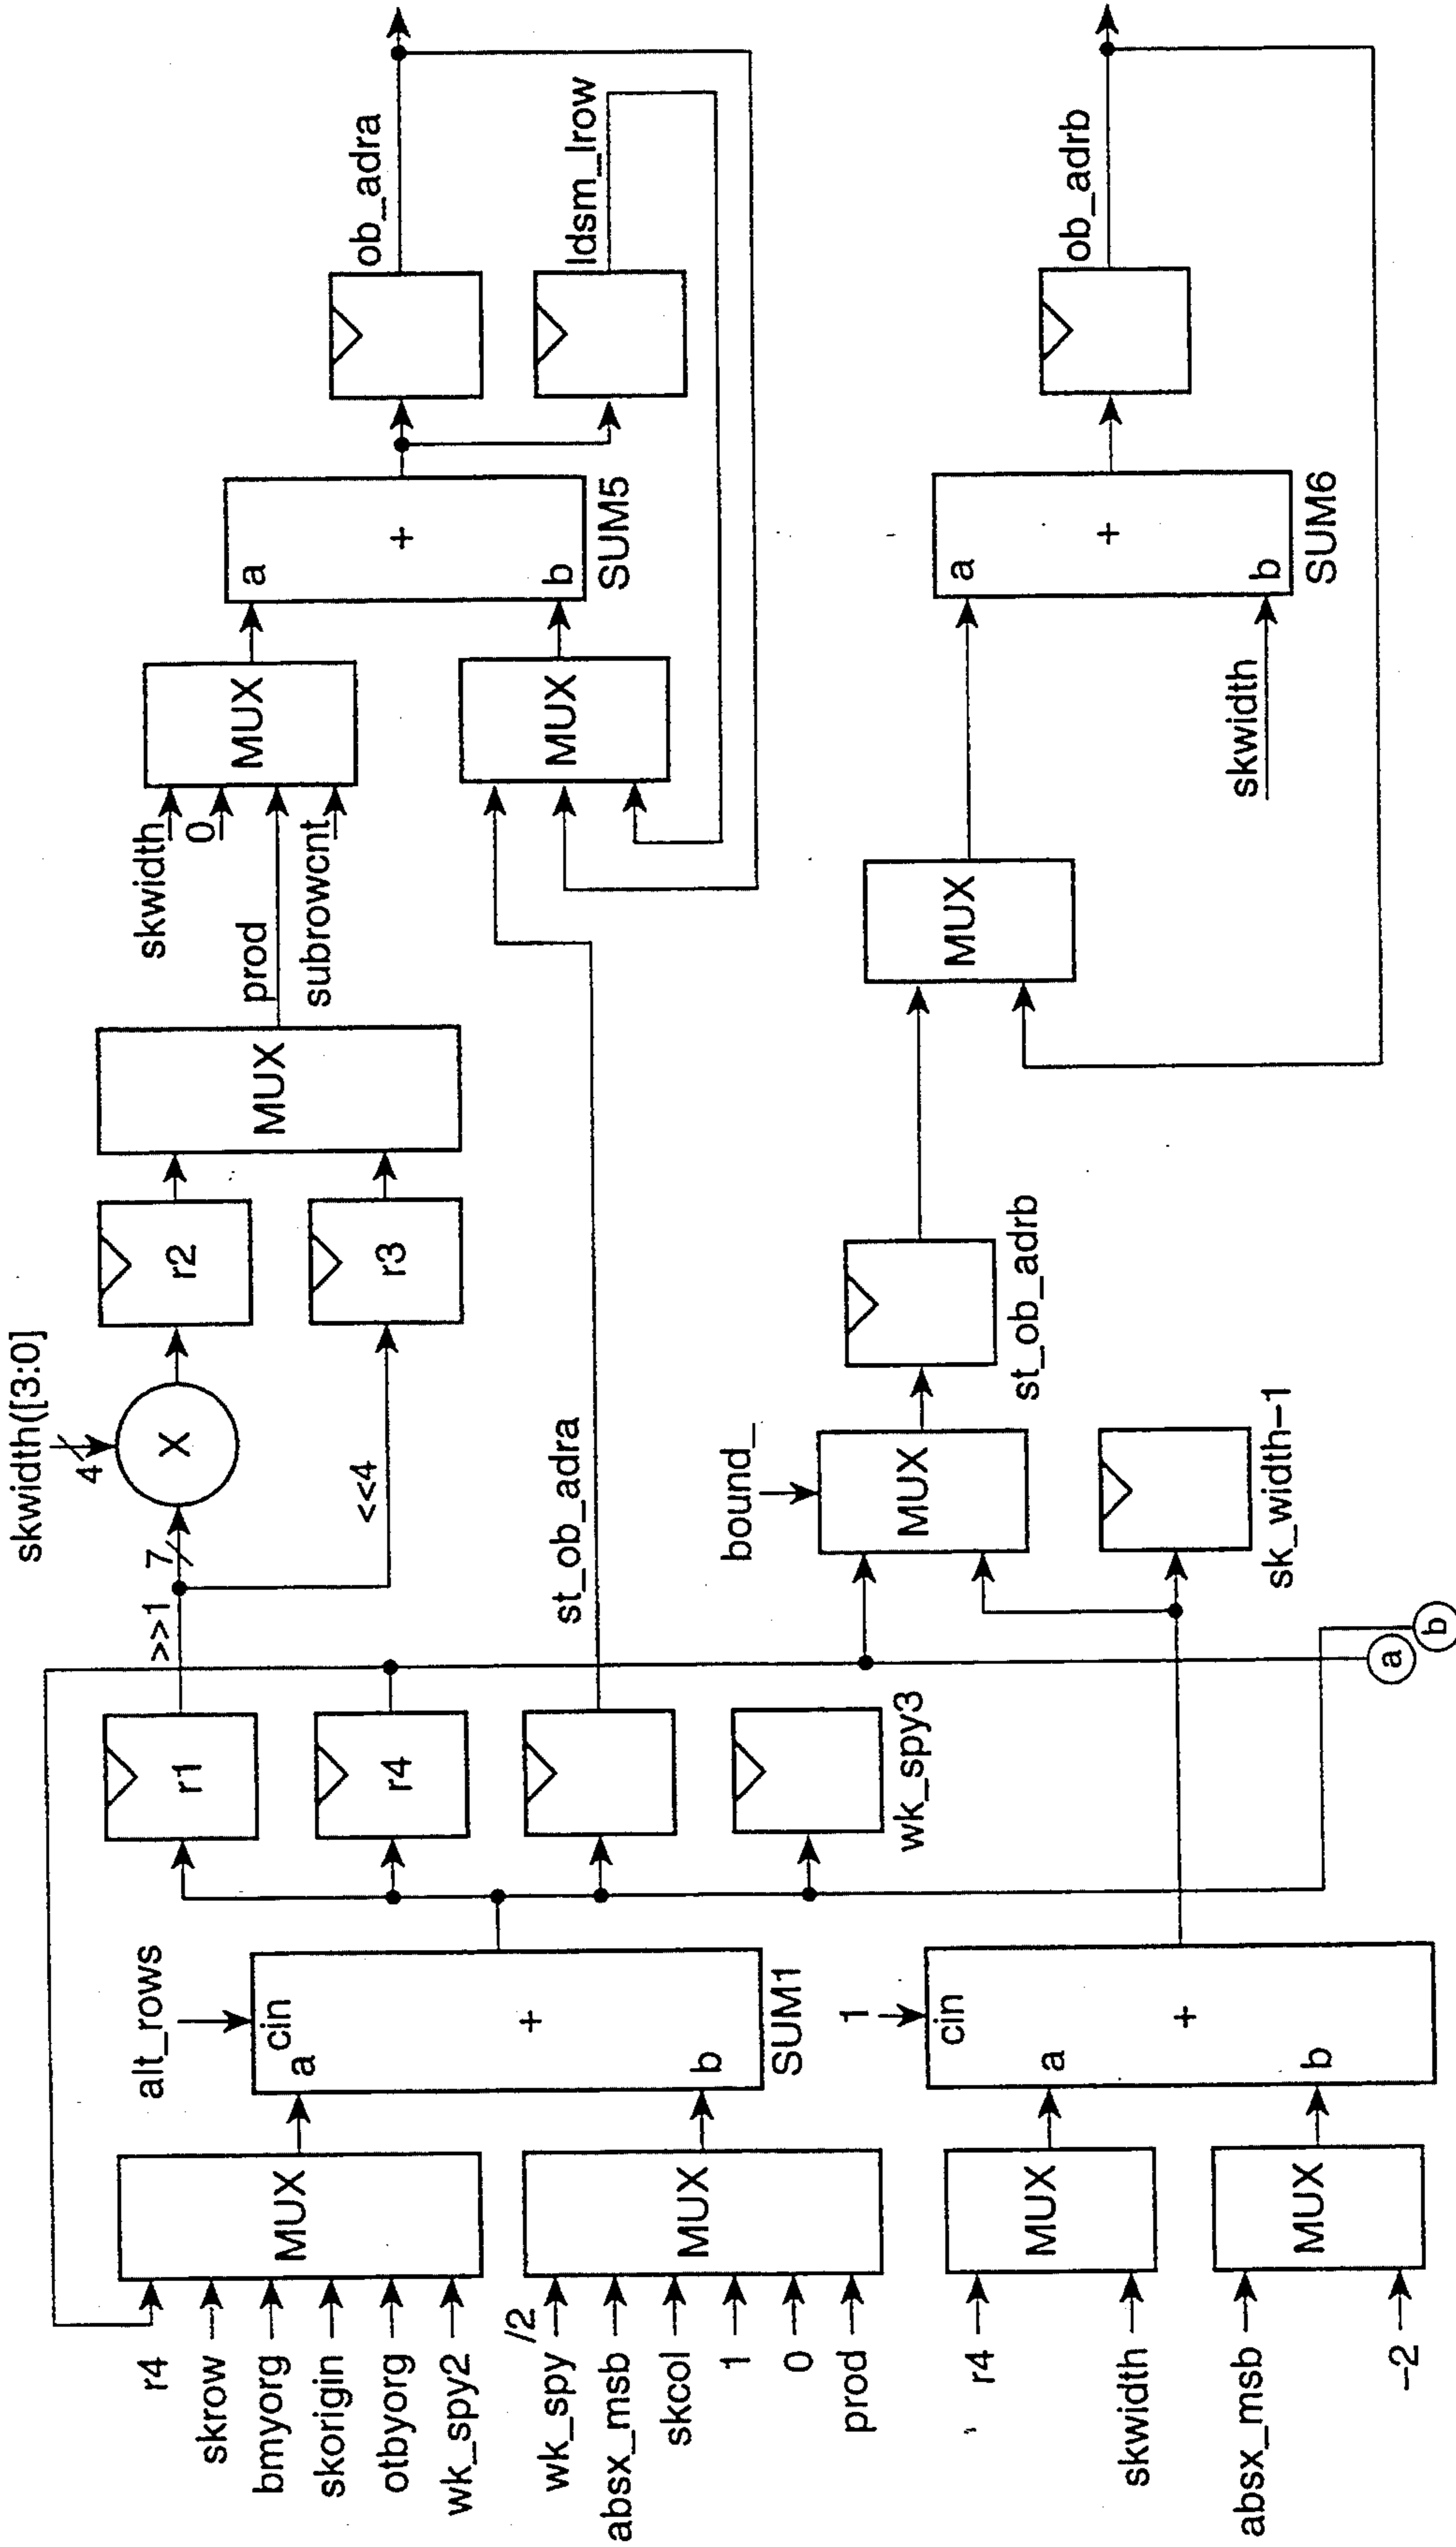 r4
skrow
bmyorg
skorigin
otbyorg
wk_spy2
MUX
wk_spy /2
absx_msb
skcol
1
0
prod
MUX
alt_rows
cin
a
+
b
SUM1
r1
r4
wk_spy3
>>1
7
skwidth([3:0]
4
X
<<4
r2
r3
MUX
prod
skwidth
0
subrowcnt
MUX
MUX
a
+
b
SUM5
ob_adra
ldsm_lrow
st_ob_adra
r4
skwidth
MUX
absx_msb
-2
MUX
1
cin
a
+
b
bound_
MUX
st_ob_adrb
sk_width-1
a
b
MUX
skwidth
a
+
b
SUM6
ob_adrb